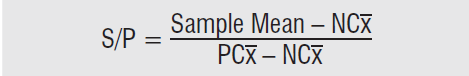 S/P = Sample Mean – NCx̅
PCx̅ – NCx̅